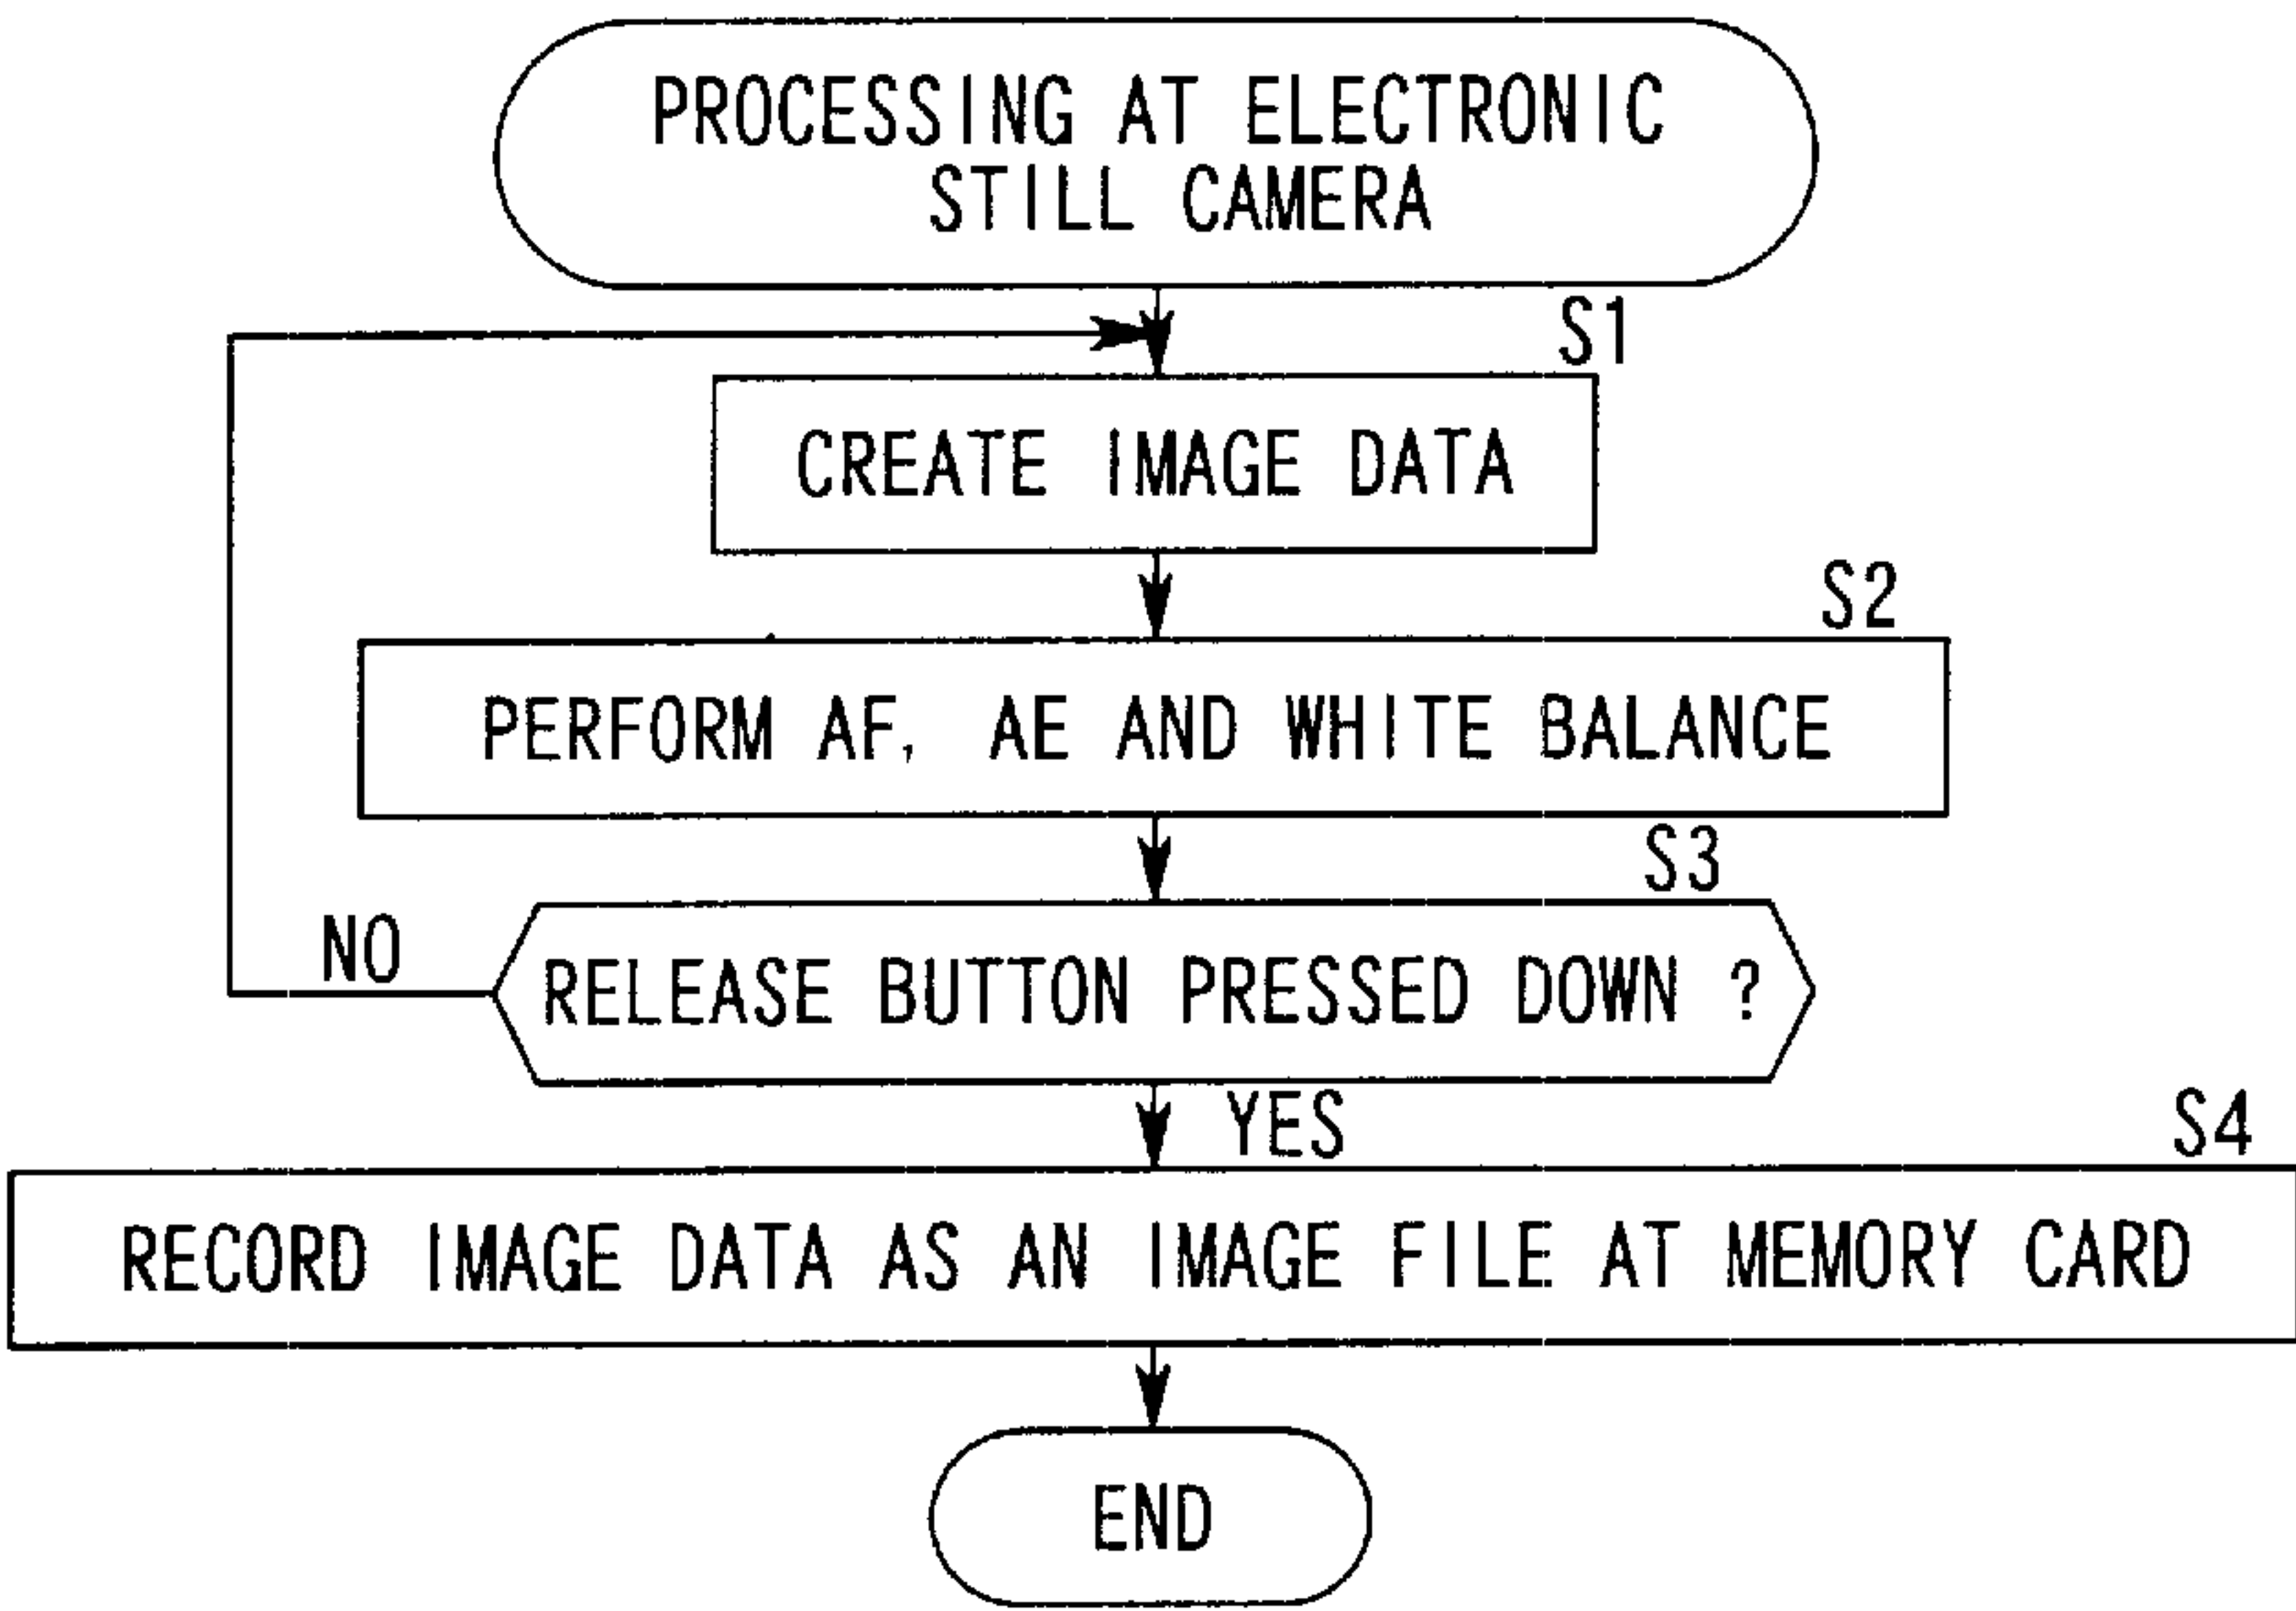 PROCESSING AT ELECTRONIC
STILL CAMERA
S1
CREATE IMAGE DATA
S2
PERFORM AF, AE AND WHITE BALANCE
S3
NO
RELEASE BUTTON PRESSED DOWN ?
YES
S4
RECORD IMAGE DATA AS AN IMAGE FILE AT MEMORY CARD
END